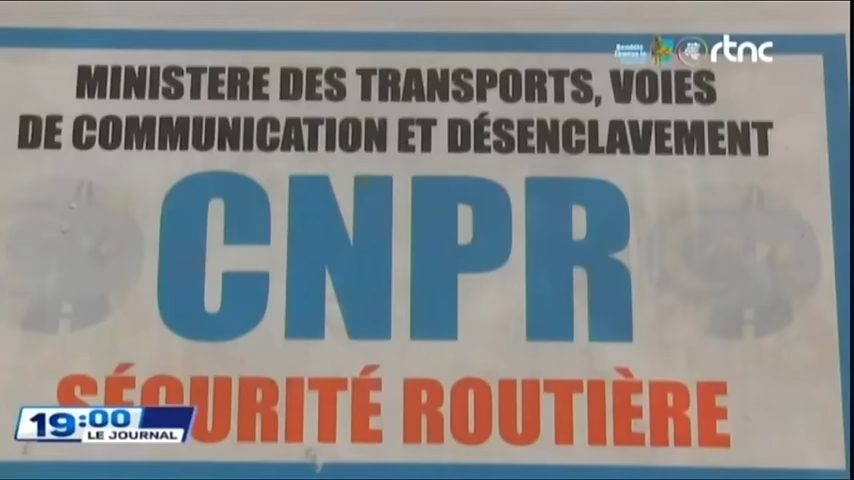 rtnc
MINISTERE DES TRANSPORTS, VOIES
DE COMMUNICATION ET DÉSENCLAVEMENT
CNPR
SÉCURITÉ ROUTIÈRE
19:00
LE JOURNAL